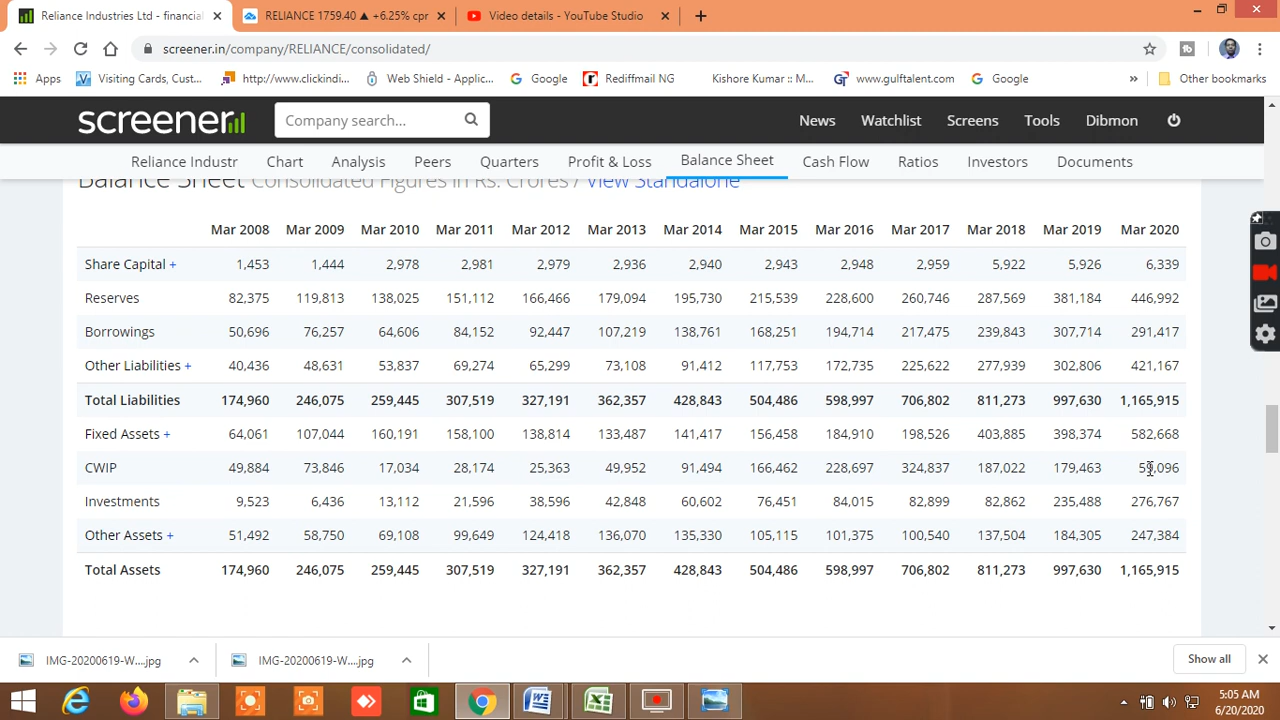 Reliance Industries Ltd - financial
RELIANCE 1759.40 ▲ +6.25% cpr
Video details - YouTube Studio
screener.in/company/RELIANCE/consolidated/
Apps
Visiting Cards, Cust...
http://www.clickindi...
Web Shield - Applic...
Google
Rediffmail NG
Kishore Kumar :: M...
www.gulftalent.com
Google
Other bookmarks
screener
Company search...
News Watchlist Screens Tools Dibmon
Reliance Industr Chart Analysis Peers Quarters Profit & Loss Balance Sheet Cash Flow Ratios Investors Documents
Balance Sheet Consolidated Figures in Rs. Crores / View Standalone
Mar 2008 Mar 2009 Mar 2010 Mar 2011 Mar 2012 Mar 2013 Mar 2014 Mar 2015 Mar 2016 Mar 2017 Mar 2018 Mar 2019 Mar 2020
Share Capital + 1,453 1,444 2,978 2,981 2,979 2,936 2,940 2,943 2,948 2,959 5,922 5,926 6,339
Reserves 82,375 119,813 138,025 151,112 166,466 179,094 195,730 215,539 228,600 260,746 287,569 381,184 446,992
Borrowings 50,696 76,257 64,606 84,152 92,447 107,219 138,761 168,251 194,714 217,475 239,843 307,714 291,417
Other Liabilities + 40,436 48,631 53,837 69,274 65,299 73,108 91,412 117,753 172,735 225,622 277,939 302,806 421,167
Total Liabilities 174,960 246,075 259,445 307,519 327,191 362,357 428,843 504,486 598,997 706,802 811,273 997,630 1,165,915
Fixed Assets + 64,061 107,044 160,191 158,100 138,814 133,487 141,417 156,458 184,910 198,526 403,885 398,374 582,668
CWIP 49,884 73,846 17,034 28,174 25,363 49,952 91,494 166,462 228,697 324,837 187,022 179,463
Investments 9,523 6,436 13,112 21,596 38,596 42,848 60,602 76,451 84,015 82,899 82,862 235,488 276,767
Other Assets + 51,492 58,750 69,108 99,649 124,418 136,070 135,330 105,115 101,375 100,540 137,504 184,305 247,384
Total Assets 174,960 246,075 259,445 307,519 327,191 362,357 428,843 504,486 598,997 706,802 811,273 997,630 1,165,915
IMG-20200619-W....jpg
IMG-20200619-W....jpg
Show all
5:05 AM
6/20/2020